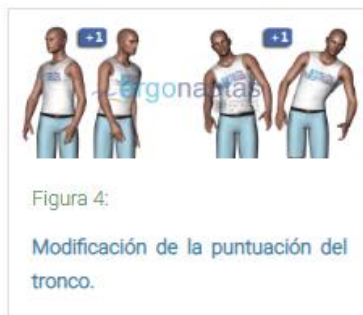 +1 +1
ergonautas
Figura 4:
Modificación de la puntuación del
tronco.